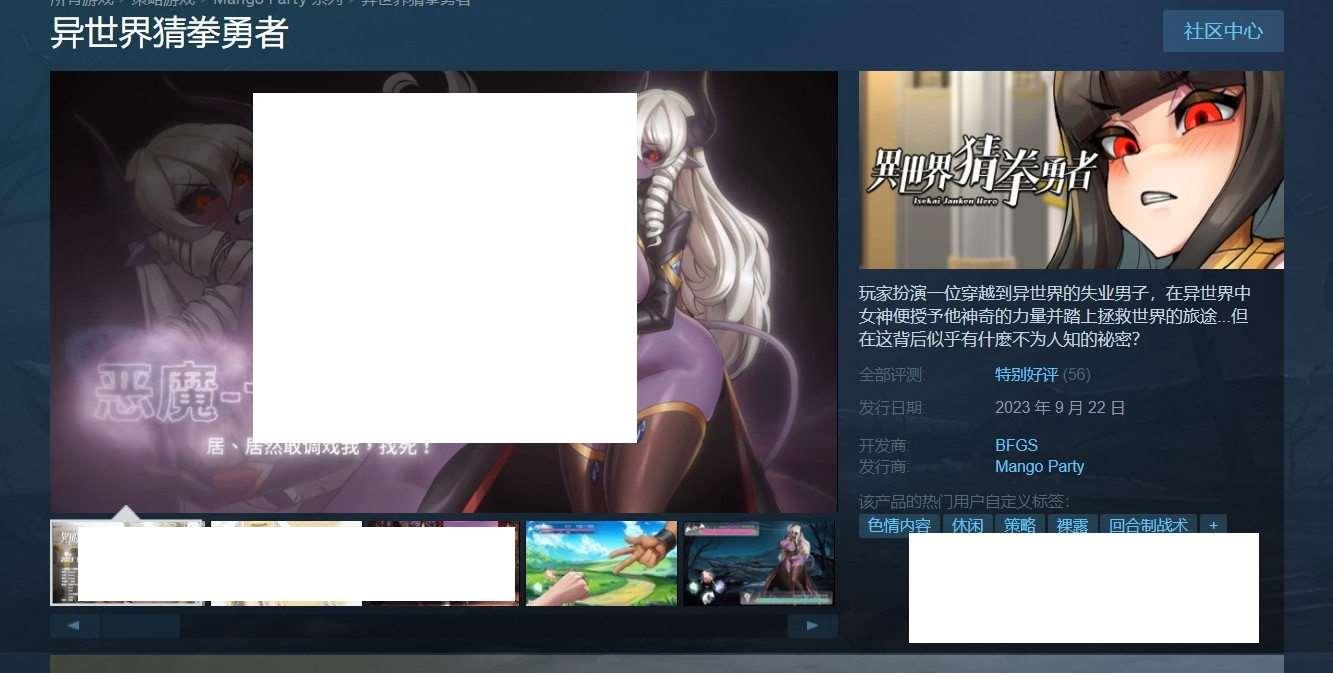 所有游戏 > 策略游戏 > Mango Party 系列 > 异世界猜拳勇者
异世界猜拳勇者
社区中心
恶魔
居、居然敢调戏我，找死！
異世界猜拳勇者
Isekai Janken Hero
玩家扮演一位穿越到异世界的失业男子，在异世界中
女神便授予他神奇的力量并踏上拯救世界的旅途...但
在这背后似乎有什麼不为人知的祕密？
全部评测:
特别好评 (56)
发行日期:
2023 年 9 月 22 日
开发商:
BFGS
发行商:
Mango Party
该产品的热门用户自定义标签:
色情内容 休闲 策略 裸露 回合制战术 +